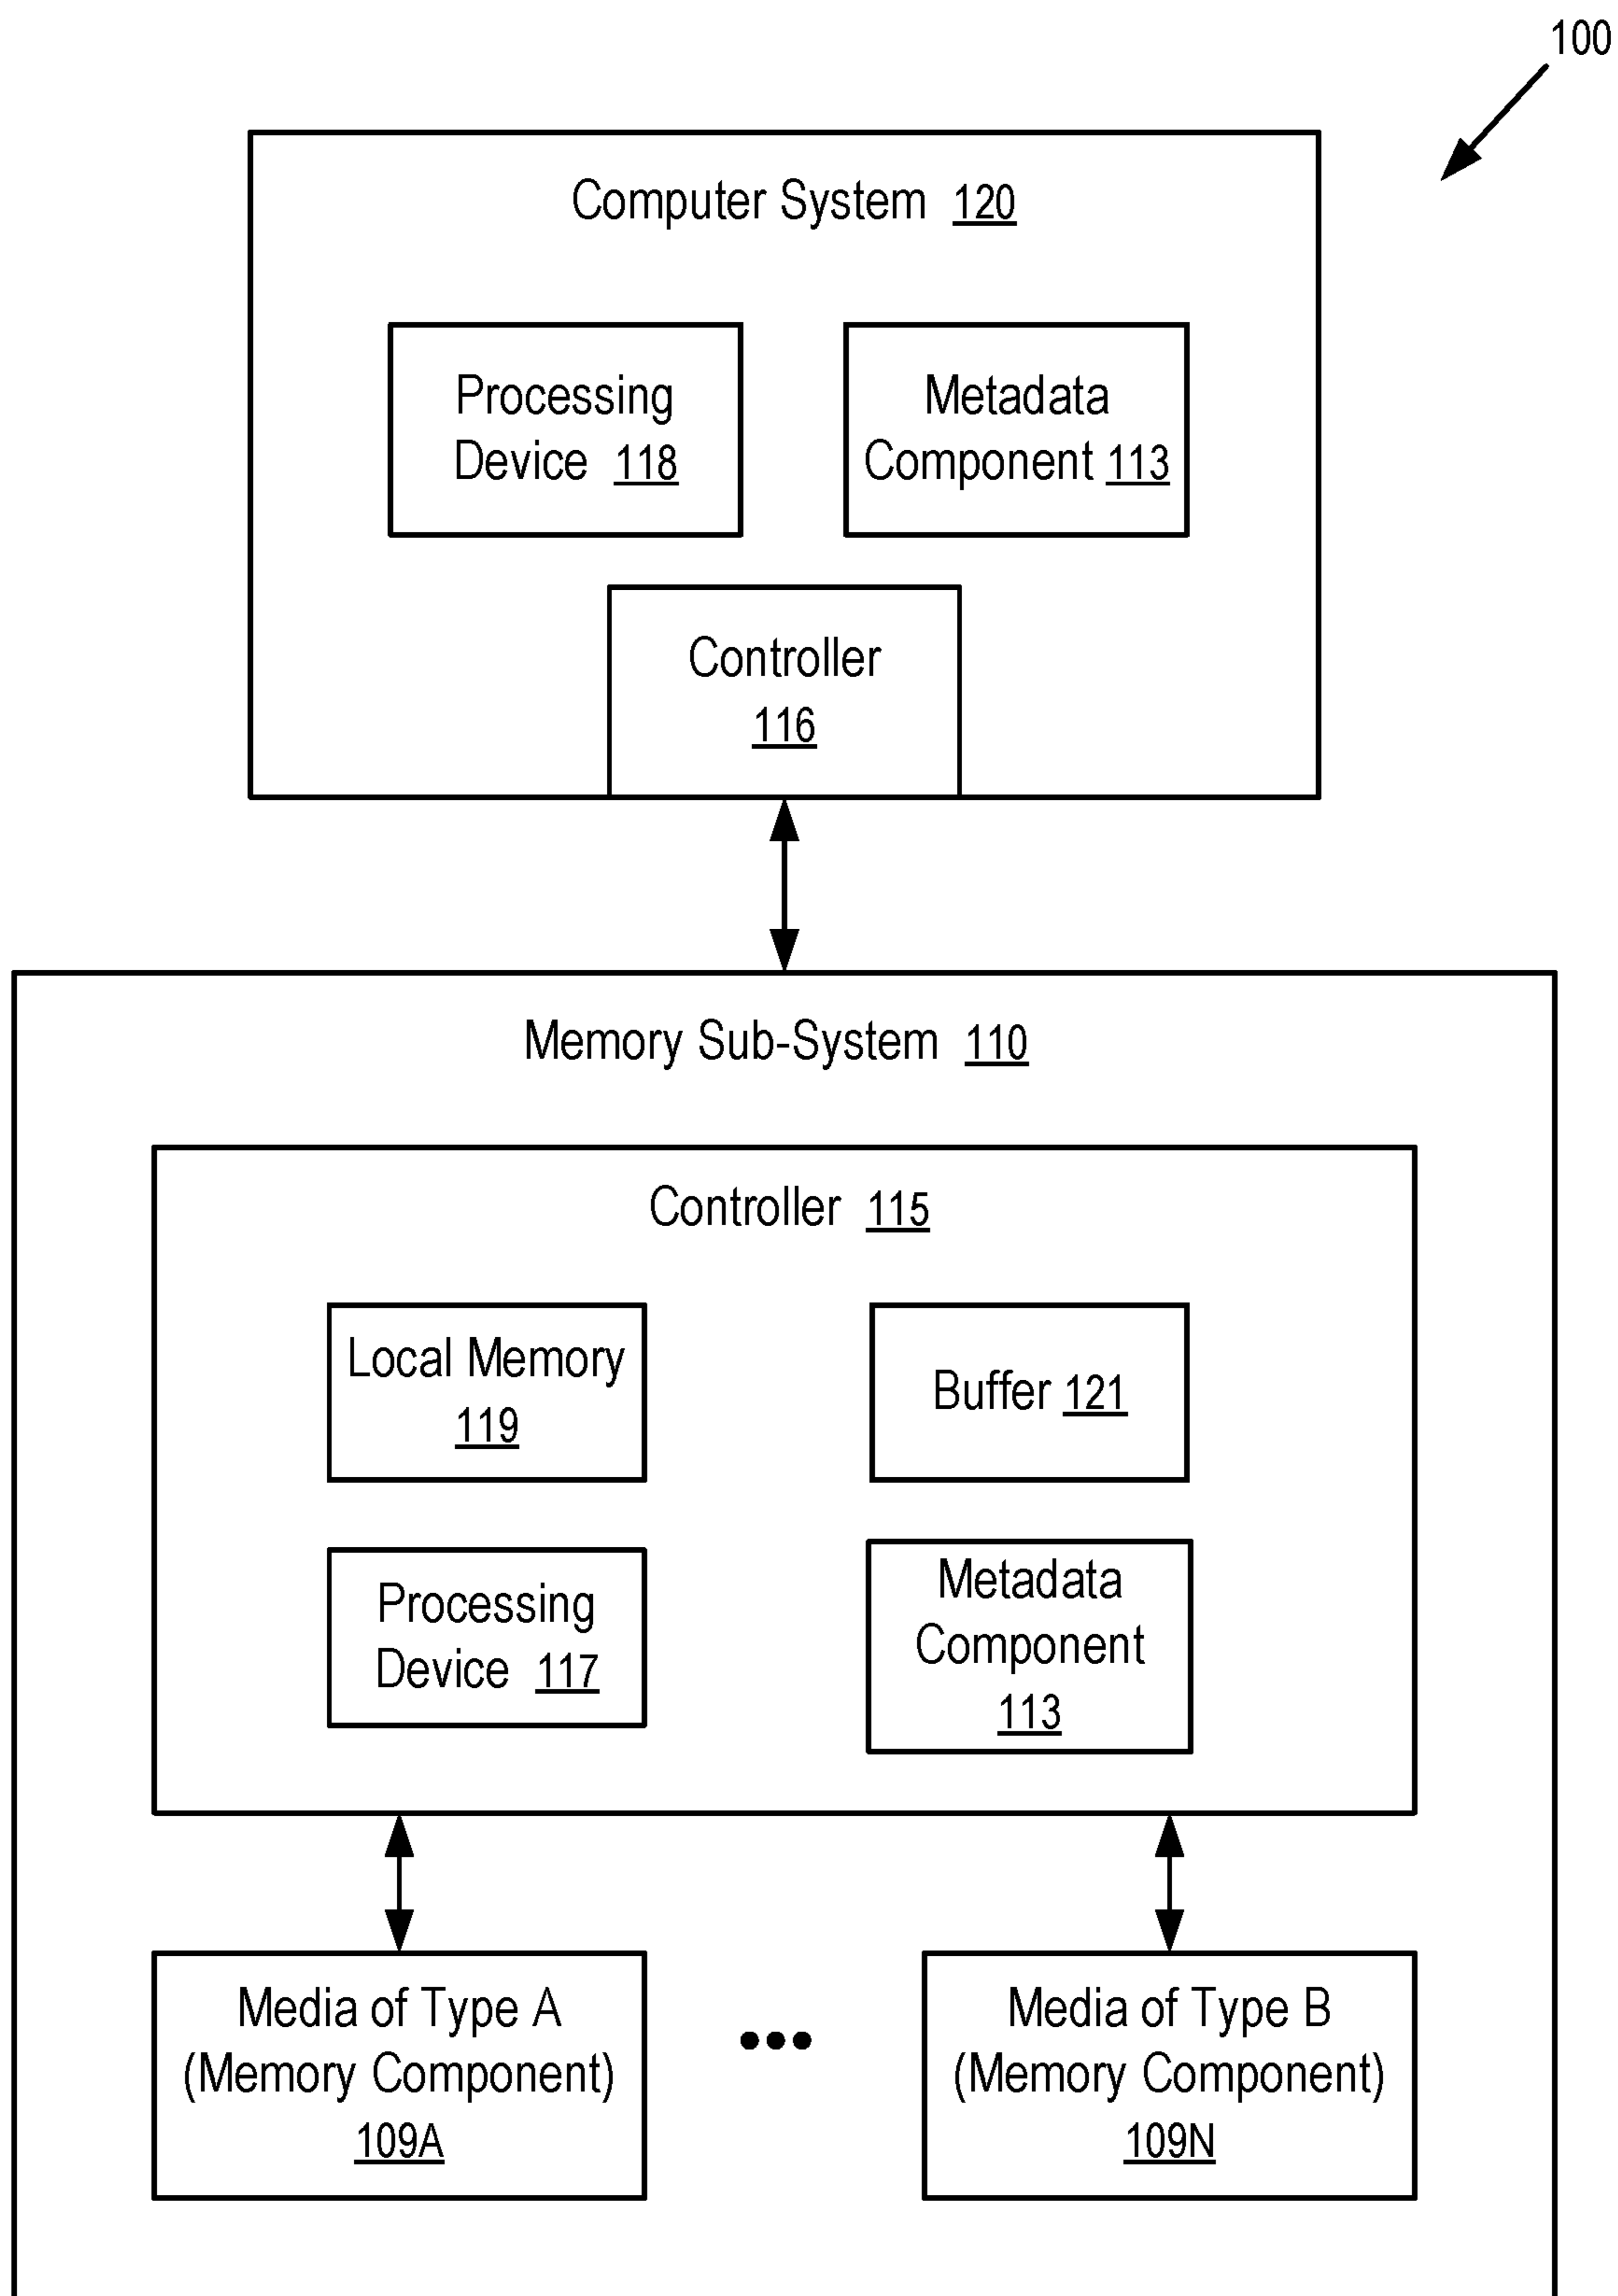 100
Computer System 120
Processing
Device 118
Metadata
Component 113
Controller
116
Memory Sub-System 110
Controller 115
Local Memory
119
Buffer 121
Processing
Device 117
Metadata
Component
113
Media of Type A
(Memory Component)
109A
Media of Type B
(Memory Component)
109N